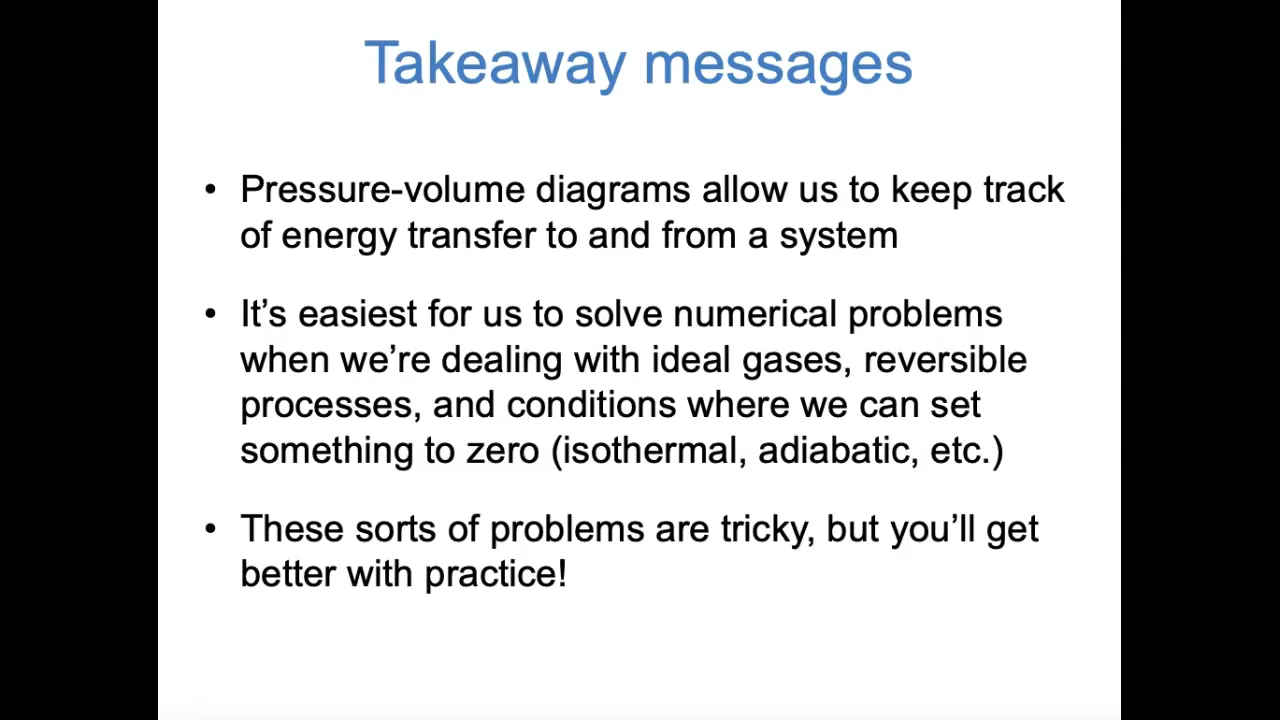 Takeaway messages
• Pressure-volume diagrams allow us to keep track
of energy transfer to and from a system
• It’s easiest for us to solve numerical problems
when we’re dealing with ideal gases, reversible
processes, and conditions where we can set
something to zero (isothermal, adiabatic, etc.)
• These sorts of problems are tricky, but you’ll get
better with practice!